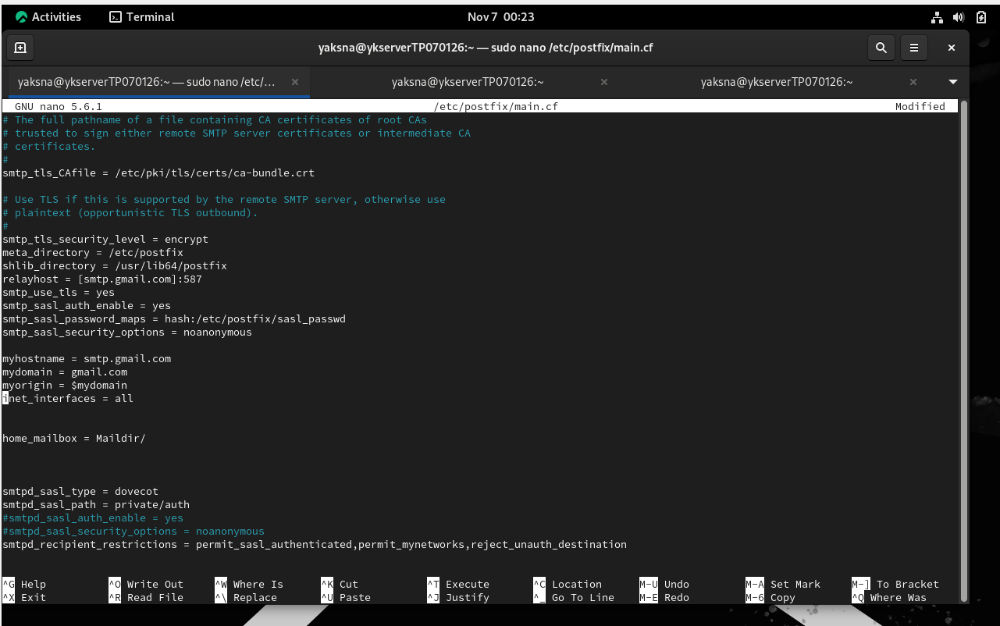 Activities Terminal Nov 7 00:23
yaksna@ykserverTP070126:~ — sudo nano /etc/postfix/main.cf
yaksna@ykserverTP070126:~ — sudo nano /etc/... yaksna@ykserverTP070126:~ yaksna@ykserverTP070126:~
GNU nano 5.6.1 /etc/postfix/main.cf Modified
# The full pathname of a file containing CA certificates of root CAs
# trusted to sign either remote SMTP server certificates or intermediate CA
# certificates.
#
smtp_tls_CAfile = /etc/pki/tls/certs/ca-bundle.crt
# Use TLS if this is supported by the remote SMTP server, otherwise use
# plaintext (opportunistic TLS outbound).
#
smtp_tls_security_level = encrypt
meta_directory = /etc/postfix
shlib_directory = /usr/lib64/postfix
relayhost = [smtp.gmail.com]:587
smtp_use_tls = yes
smtp_sasl_auth_enable = yes
smtp_sasl_password_maps = hash:/etc/postfix/sasl_passwd
smtp_sasl_security_options = noanonymous
myhostname = smtp.gmail.com
mydomain = gmail.com
myorigin = $mydomain
inet_interfaces = all
home_mailbox = Maildir/
smtpd_sasl_type = dovecot
smtpd_sasl_path = private/auth
#smtpd_sasl_auth_enable = yes
#smtpd_sasl_security_options = noanonymous
smtpd_recipient_restrictions = permit_sasl_authenticated,permit_mynetworks,reject_unauth_destination
^G Help ^O Write Out ^W Where Is ^K Cut ^T Execute ^C Location M-U Undo M-A Set Mark M-] To Bracket
^X Exit ^R Read File ^\ Replace ^U Paste ^J Justify ^_ Go To Line M-E Redo M-6 Copy ^Q Where Was